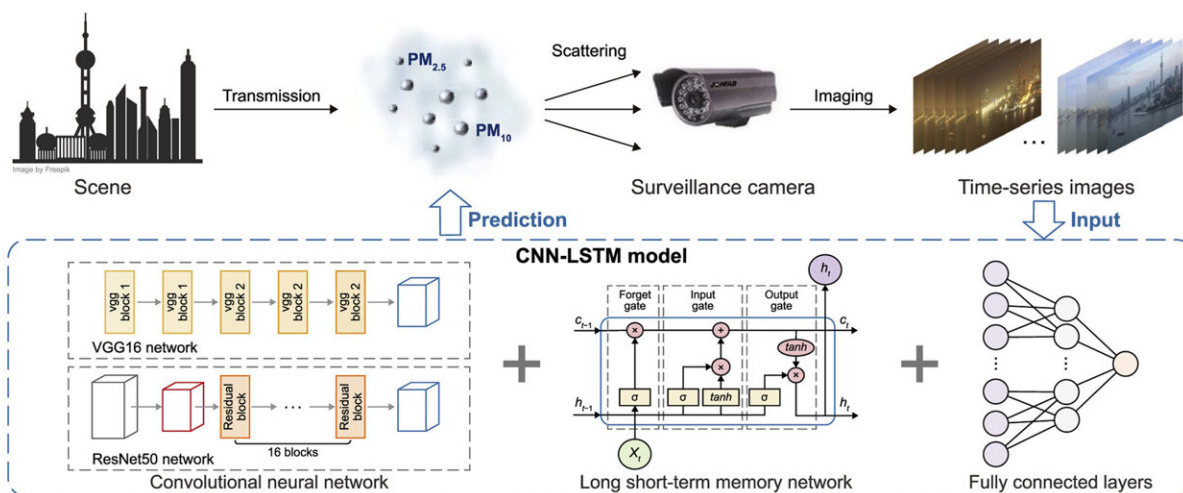 PM2.5
PM10
Transmission
Scattering
Imaging
Image by Freepik
Scene
Surveillance camera
Time-series images
Prediction
Input
CNN-LSTM model
vgg block 1
vgg block 1
vgg block 2
vgg block 2
vgg block 2
VGG16 network
Residual block
...
Residual block
16 blocks
ResNet50 network
Convolutional neural network
+
Forget gate
Input gate
Output gate
ht
ct-1
×
+
ct
tanh
×
×
σ
σ
tanh
σ
ht-1
ht
Xt
Long short-term memory network
+
Fully connected layers